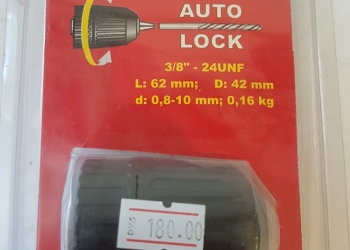 AUTO
LOCK
3/8" - 24UNF
L: 62 mm; D: 42 mm
d: 0,8-10 mm; 0,16 kg
180.00